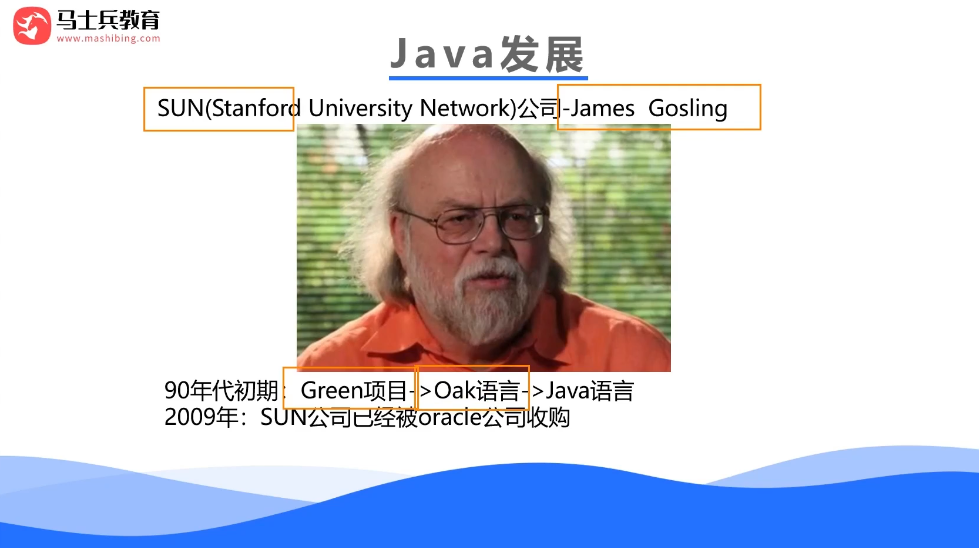 马士兵教育
www.mashibing.com
Java发展
SUN(Stanford University Network)公司-James Gosling
90年代初期：Green项目->Oak语言->Java语言
2009年：SUN公司已经被oracle公司收购